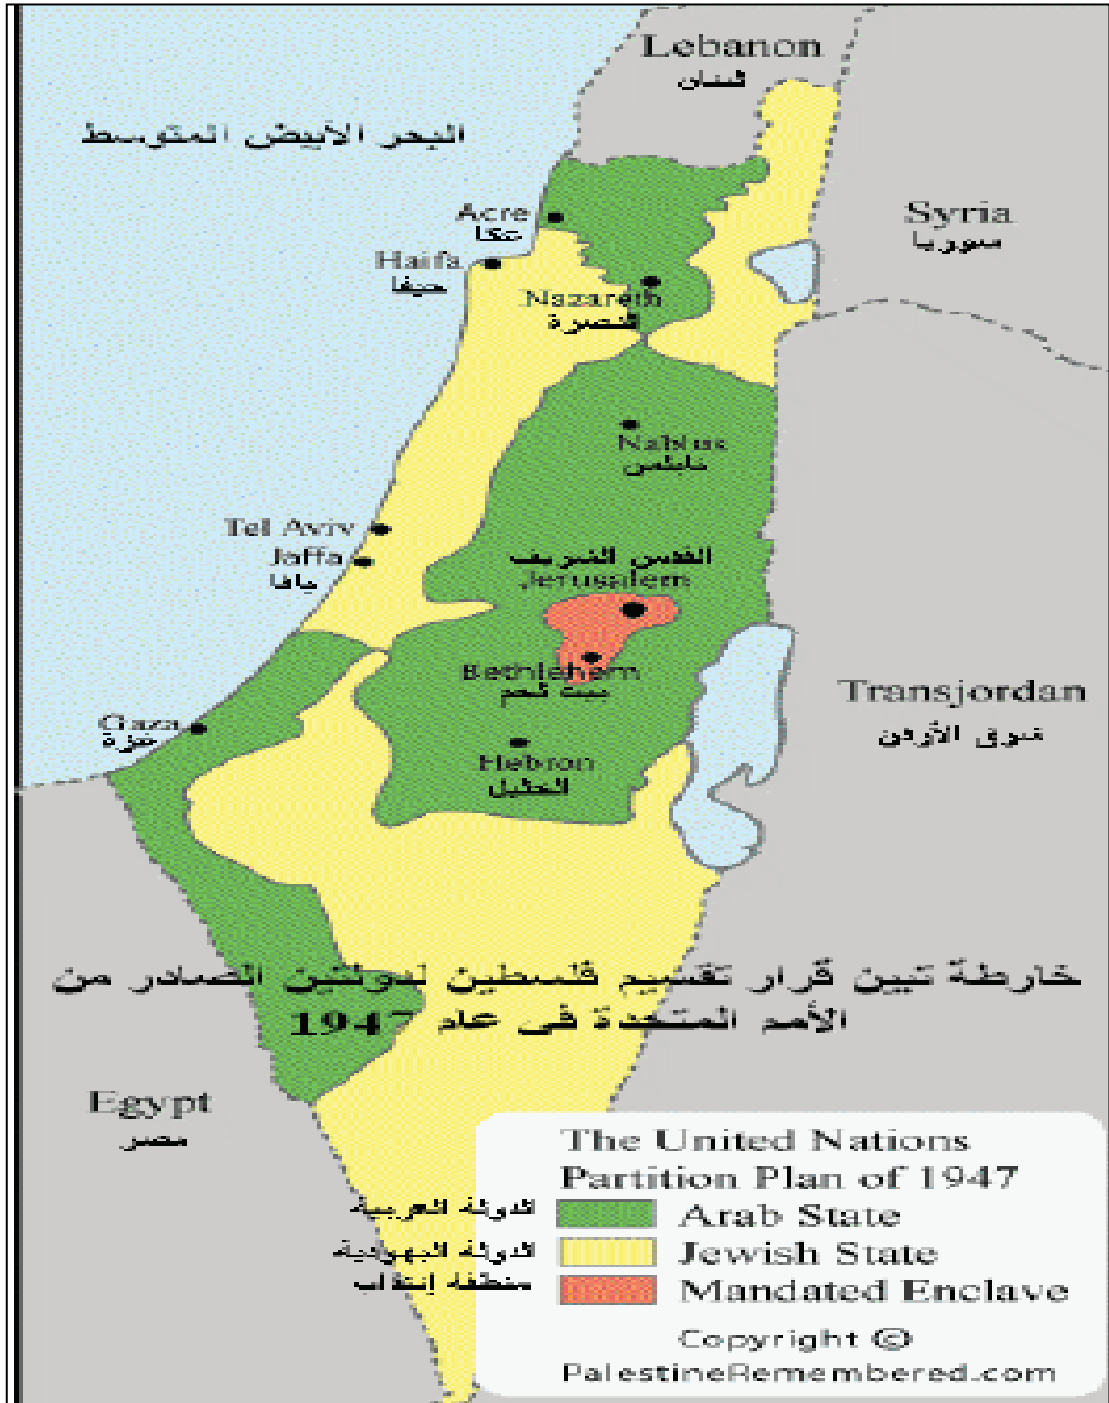 Lebanon
لبنان
البحر الأبيض المتوسط
Acre
عكا
Syria
سوريا
Haifa
حيفا
Nazareth
الناصرة
Nablus
نابلس
Tel Aviv
Jaffa
يافا
القدس الشريف
Jerusalem
Bethlehem
بيت لحم
Transjordan
شرق الأردن
Gaza
غزة
Hebron
الخليل
خارطة تبين قرار تقسيم فلسطين لدولتين الصادر من
الأمم المتحدة فى عام 1947
Egypt
مصر
The United Nations
Partition Plan of 1947
الدولة العربية
Arab State
الدولة اليهودية
Jewish State
منطقة إنتداب
Mandated Enclave
Copyright ©
PalestineRemembered.com